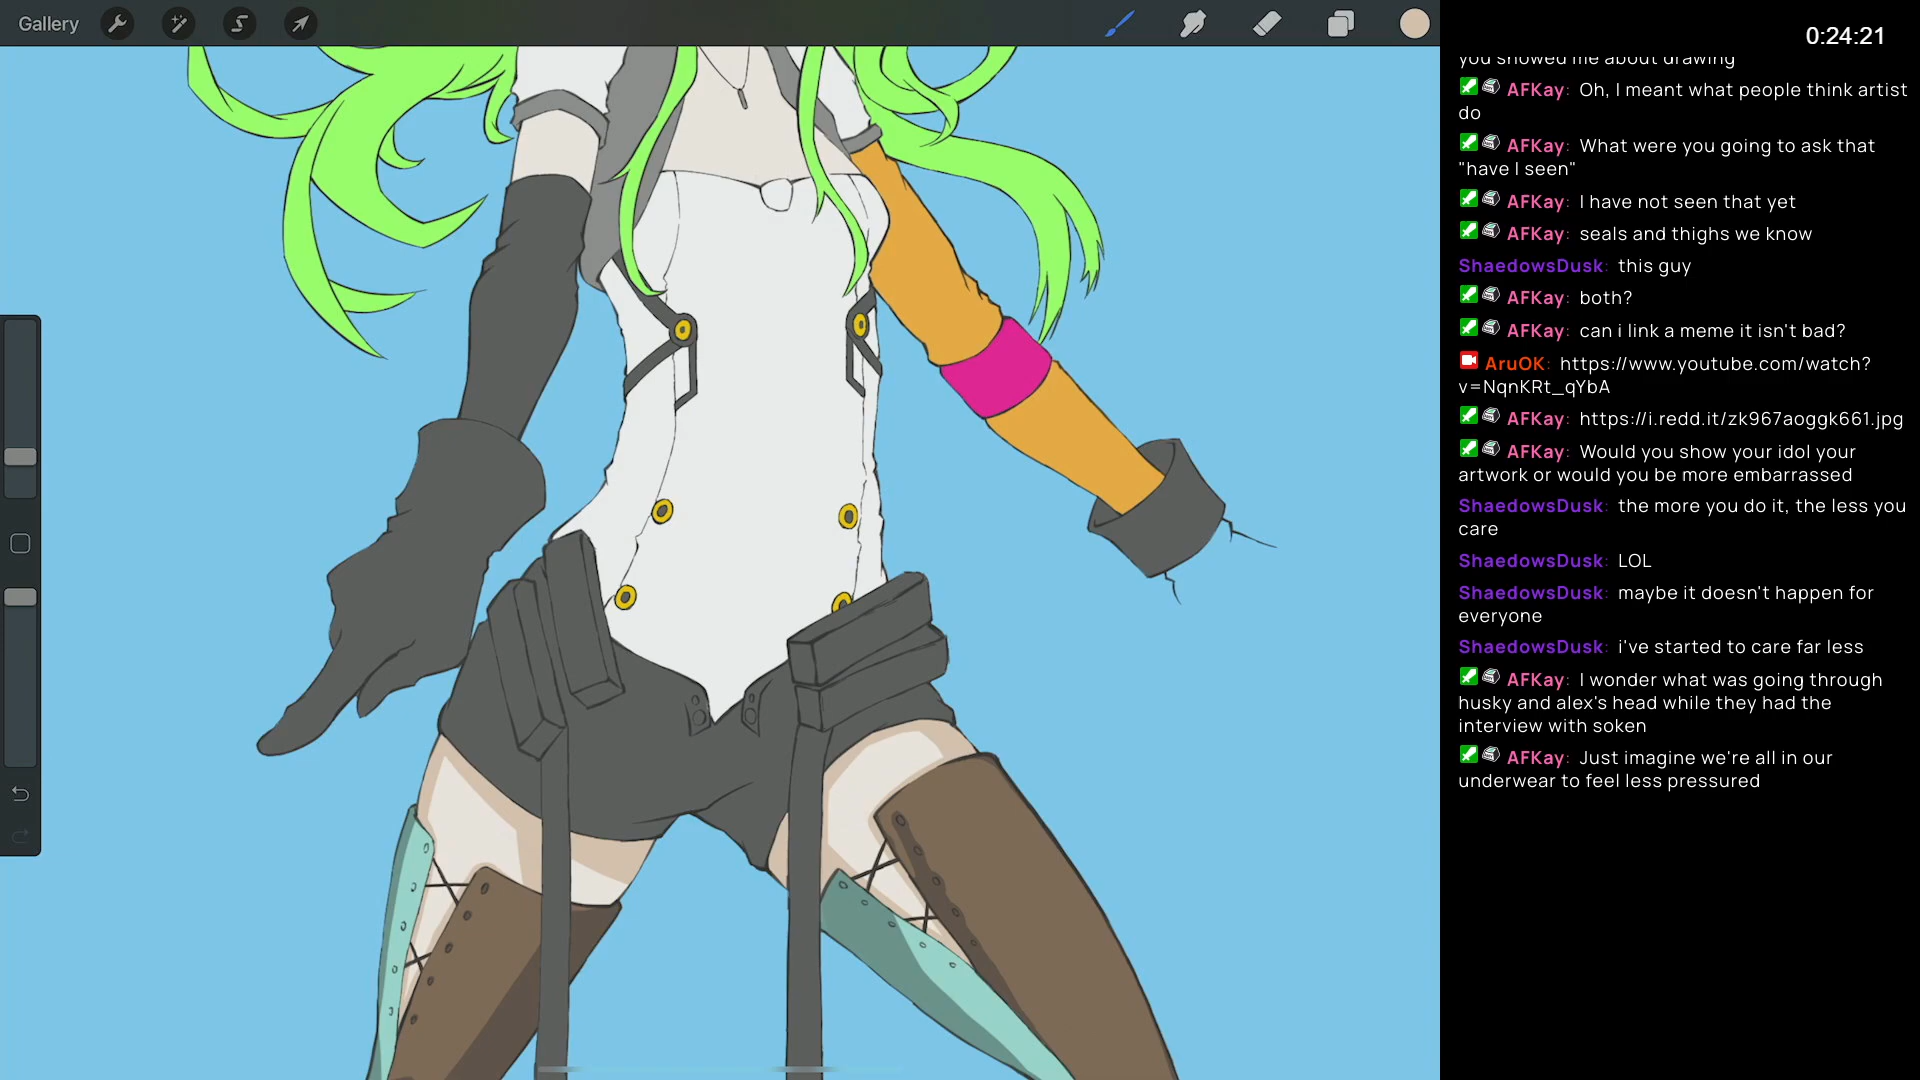 Gallery
0:24:21
you showed me about drawing
AFKay: Oh, I meant what people think artist
do
AFKay: What were you going to ask that
"have I seen"
AFKay: I have not seen that yet
AFKay: seals and thighs we know
ShaedowsDusk: this guy
AFKay: both?
AFKay: can i link a meme it isn't bad?
AruOK: https://www.youtube.com/watch?
v=NqnKRt_qYbA
AFKay: https://i.redd.it/zk967aoggk661.jpg
AFKay: Would you show your idol your
artwork or would you be more embarrassed
ShaedowsDusk: the more you do it, the less you
care
ShaedowsDusk: LOL
ShaedowsDusk: maybe it doesn't happen for
everyone
ShaedowsDusk: i've started to care far less
AFKay: I wonder what was going through
husky and alex's head while they had the
interview with soken
AFKay: Just imagine we're all in our
underwear to feel less pressured